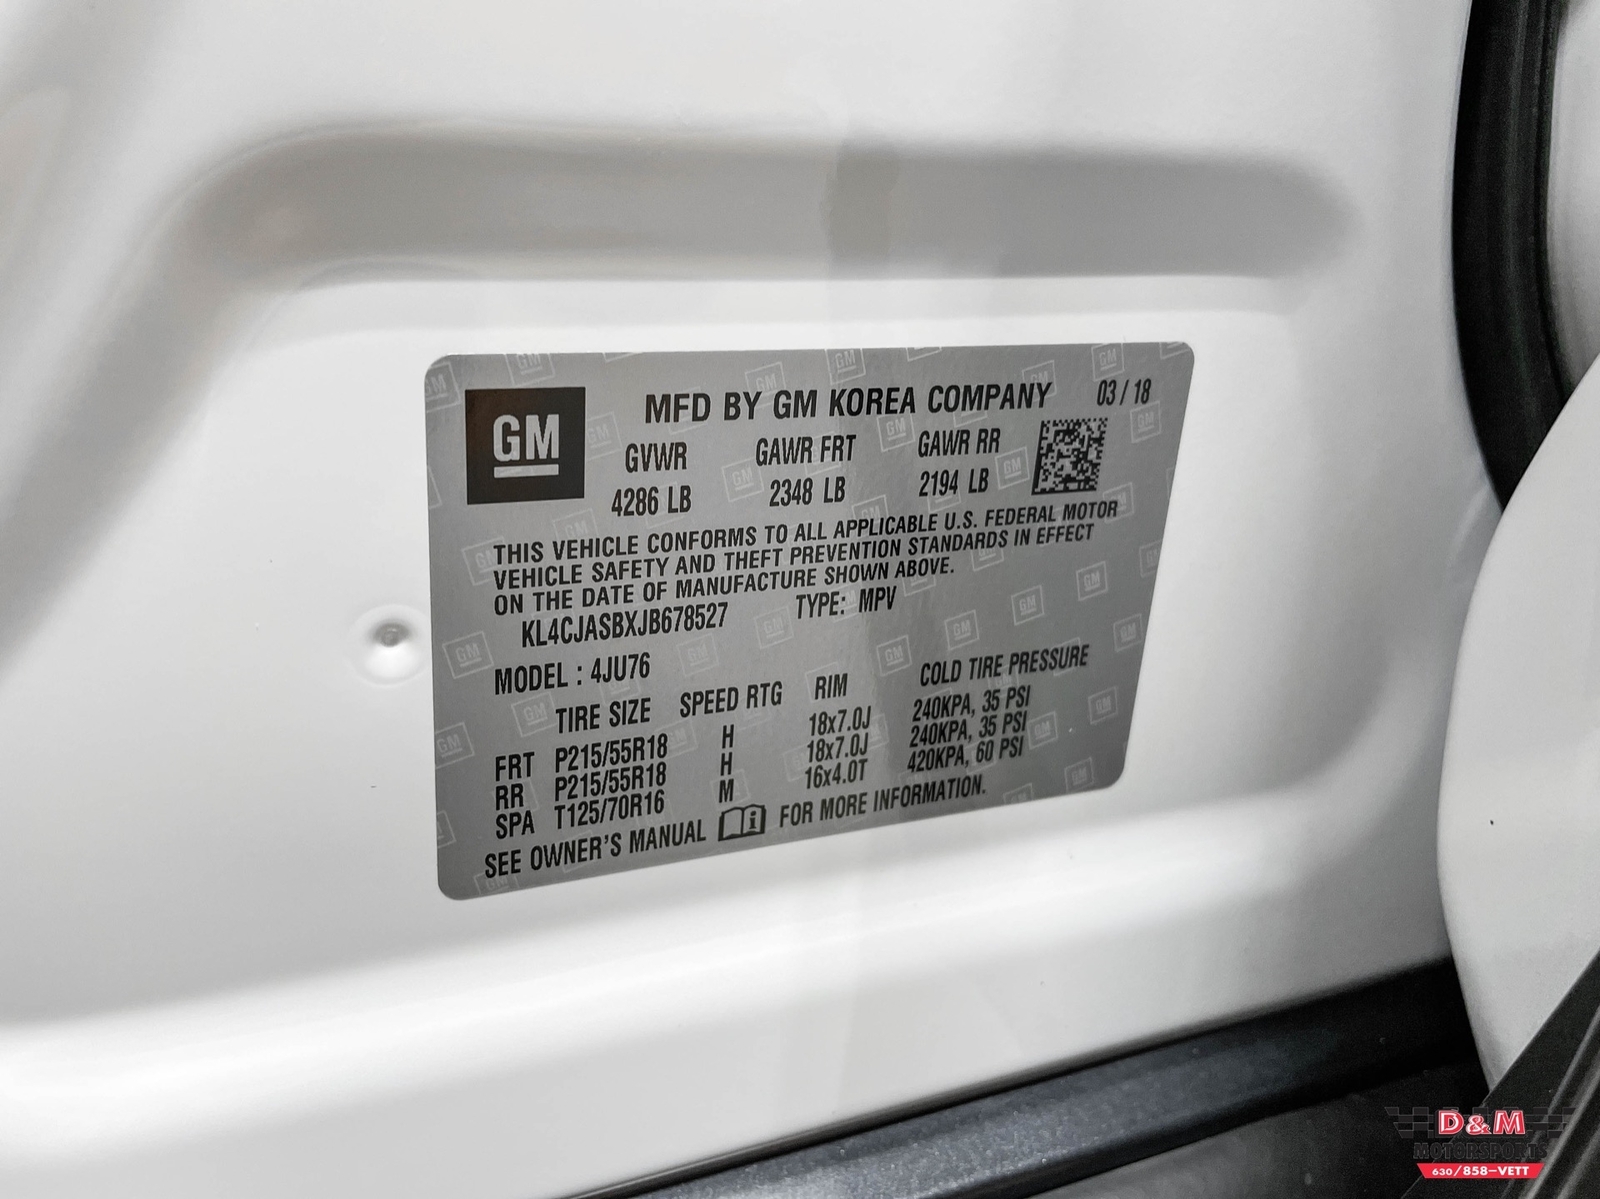 GM
MFD BY GM KOREA COMPANY 03 / 18
GVWR GAWR FRT GAWR RR
4286 LB 2348 LB 2194 LB
THIS VEHICLE CONFORMS TO ALL APPLICABLE U.S. FEDERAL MOTOR
VEHICLE SAFETY AND THEFT PREVENTION STANDARDS IN EFFECT
ON THE DATE OF MANUFACTURE SHOWN ABOVE.
KL4CJASBXJB678527 TYPE: MPV
MODEL : 4JU76
TIRE SIZE SPEED RTG RIM COLD TIRE PRESSURE
FRT P215/55R18 H 18x7.0J 240KPA, 35 PSI
RR P215/55R18 H 18x7.0J 240KPA, 35 PSI
SPA T125/70R16 M 16x4.0T 420KPA, 60 PSI
SEE OWNER'S MANUAL FOR MORE INFORMATION.
D&M
MOTORSPORTS
630/858-VETT